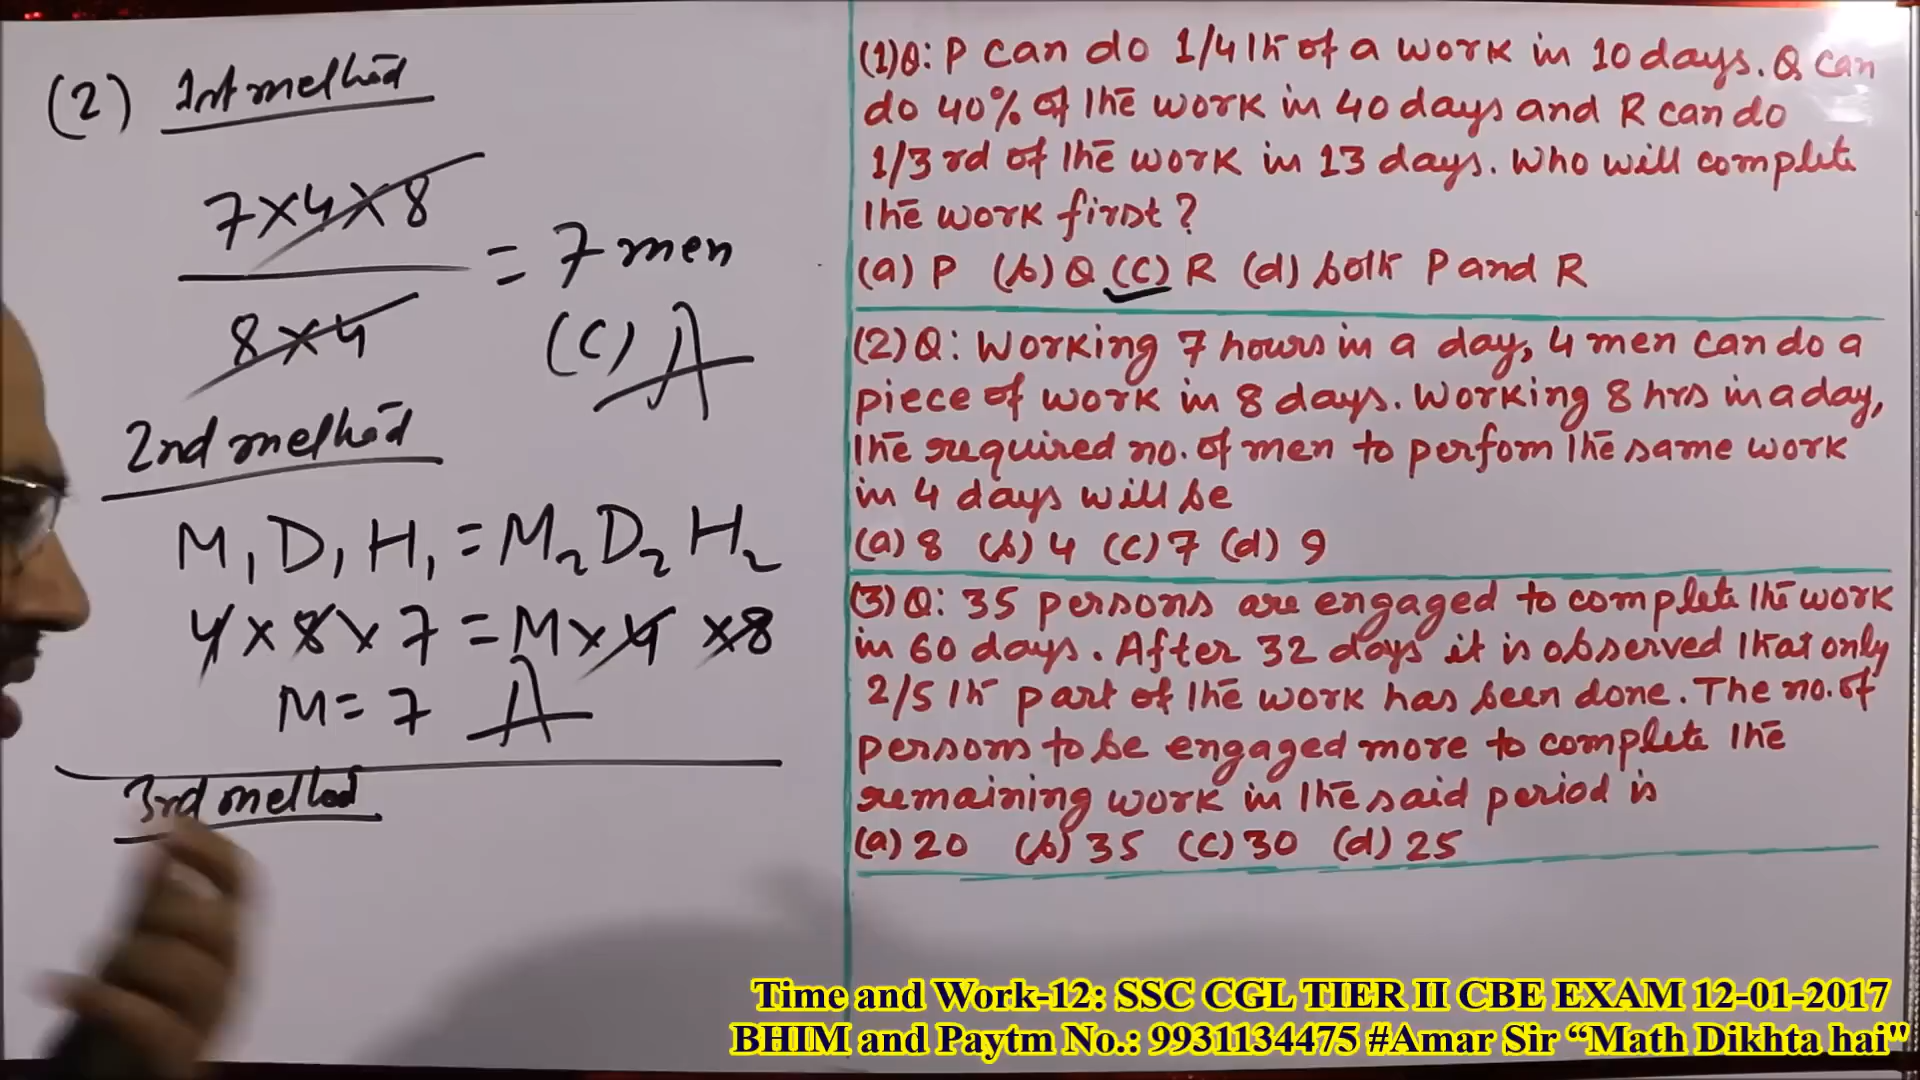 (2) 1st method
7×4×8
8×4
= 7 men
(C) A
2nd method
M₁D₁H₁ = M₂D₂H₂
4×8×7 = M×4×8
M = 7 A
3rd method
(1)Q: P can do 1/4th of a work in 10 days. Q can
do 40% of the work in 40 days and R can do
1/3rd of the work in 13 days. Who will complete
the work first?
(a) P (b) Q (c) R (d) both P and R
(2)Q: Working 7 hours in a day, 4 men can do a
piece of work in 8 days. Working 8 hrs in a day,
the required no. of men to perfom the same work
in 4 days will be
(a) 8 (b) 4 (c) 7 (d) 9
(3)Q: 35 persons are engaged to complete the work
in 60 days. After 32 days it is observed that only
2/5th part of the work has been done. The no. of
persons to be engaged more to complete the
remaining work in the said period is
(a) 20 (b) 35 (c) 30 (d) 25
Time and Work-12: SSC CGL TIER II CBE EXAM 12-01-2017
BHIM and Paytm No.: 9931134475 #Amar Sir “Math Dikhta hai"